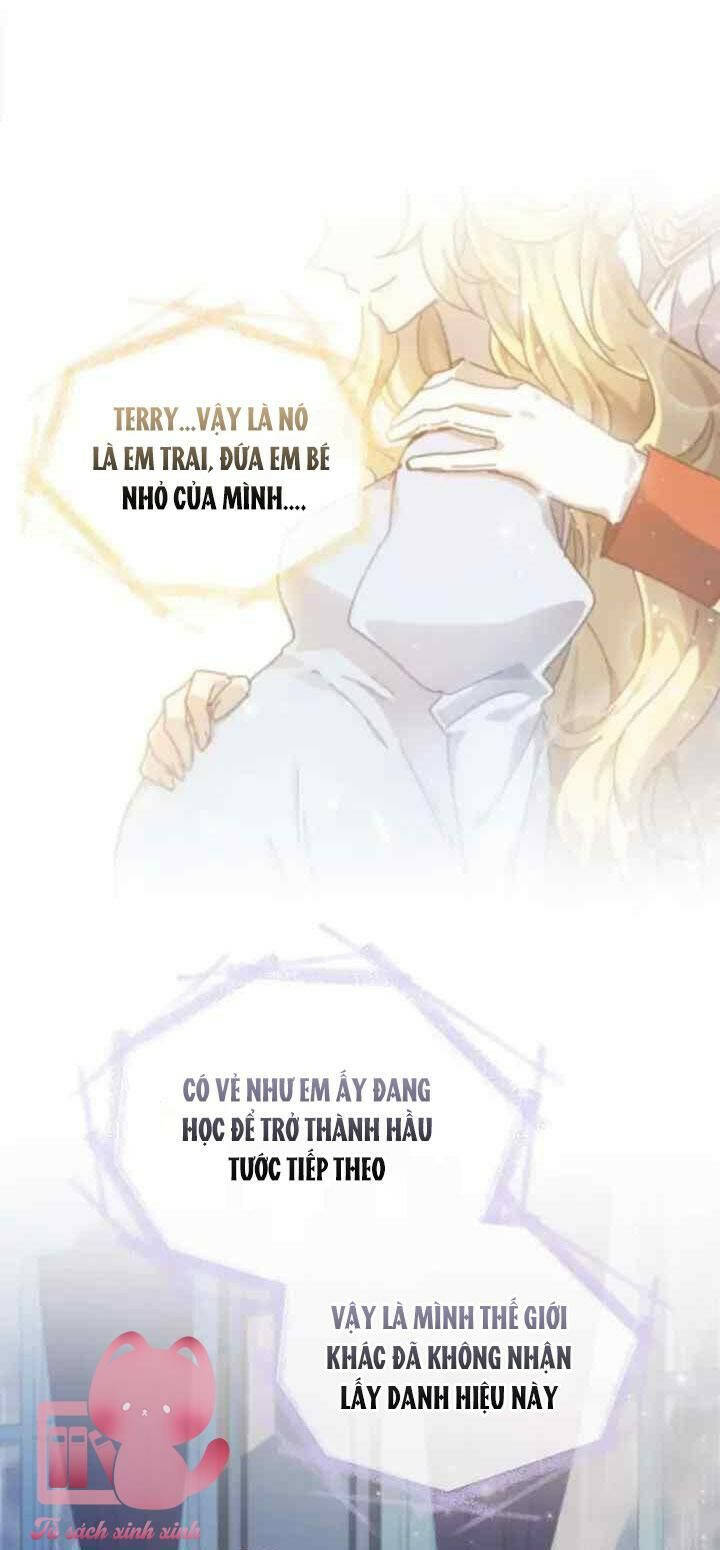 TERRY...VẬY LÀ NÓ
LÀ EM TRAI, ĐỨA EM BÉ
NHỎ CỦA MÌNH....
CÓ VẺ NHƯ EM ẤY ĐANG
HỌC ĐỂ TRỞ THÀNH HẦU
TƯỚC TIẾP THEO
VẬY LÀ MÌNH THẾ GIỚI
KHÁC ĐÃ KHÔNG NHẬN
LẤY DANH HIỆU NÀY
Tủ sách xinh xinh